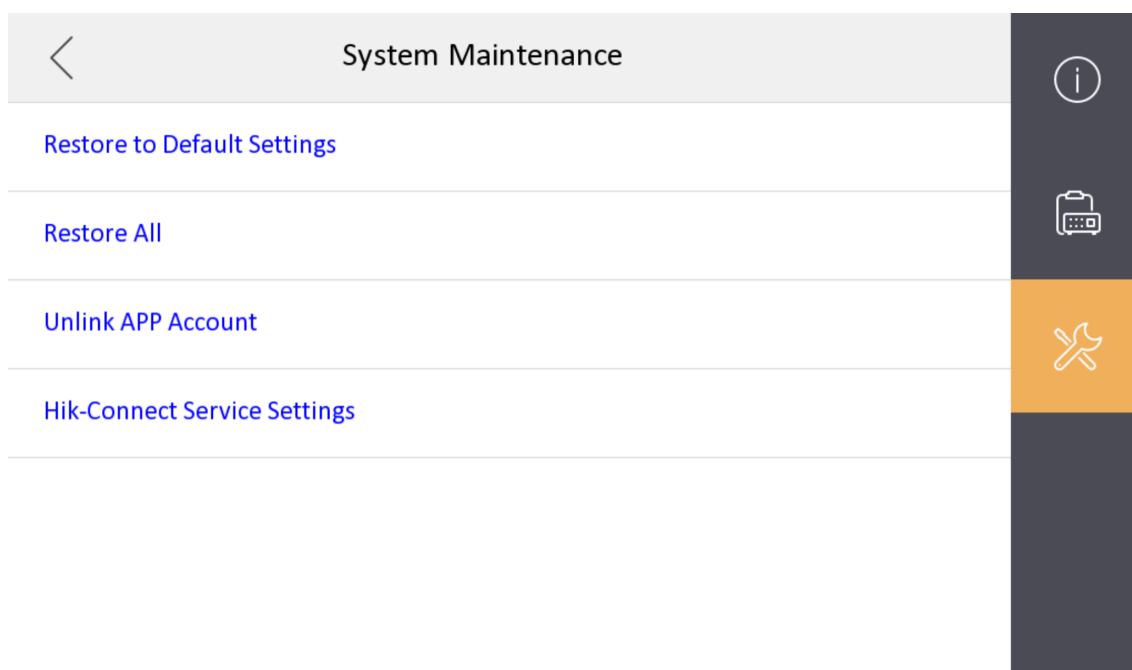 System Maintenance
Restore to Default Settings
Restore All
Unlink APP Account
Hik-Connect Service Settings